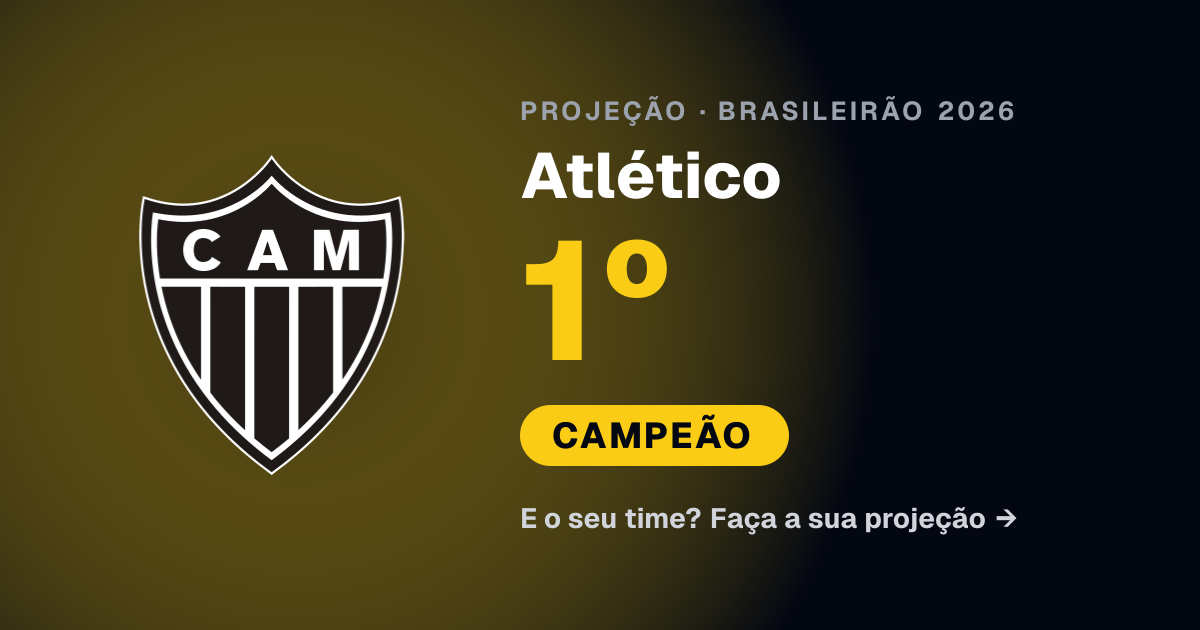 CAM
PROJEÇÃO · BRASILEIRÃO 2026
Atlético
1º
CAMPEÃO
E o seu time? Faça a sua projeção →